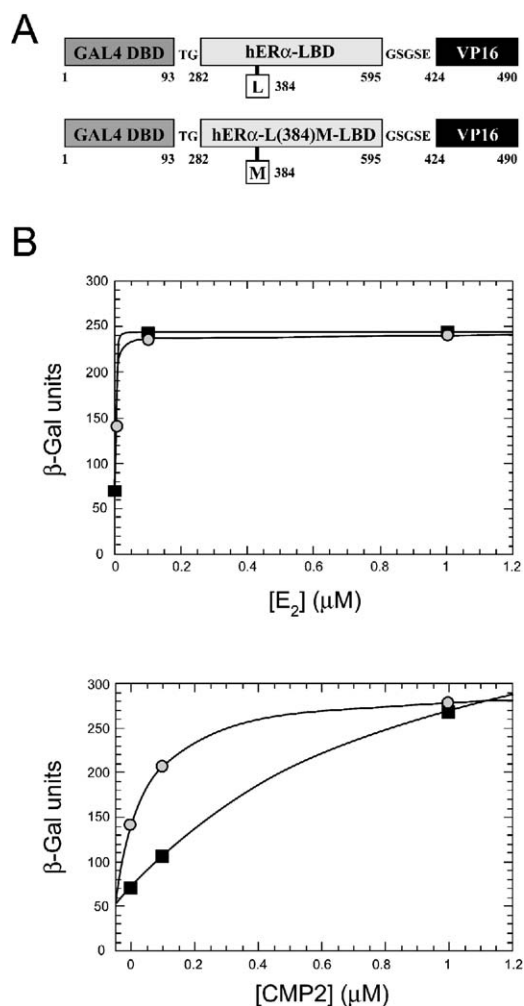 A
GAL4 DBD TG hERα-LBD GSGSE VP16
1 93 282 595 424 490
L 384
GAL4 DBD TG hERα-L(384)M-LBD GSGSE VP16
1 93 282 595 424 490
M 384
B
300
250
200
150
100
50
0
β-Gal units
0 0.2 0.4 0.6 0.8 1 1.2
[E2] (μM)
300
250
200
150
100
50
0
β-Gal units
0 0.2 0.4 0.6 0.8 1 1.2
[CMP2] (μM)